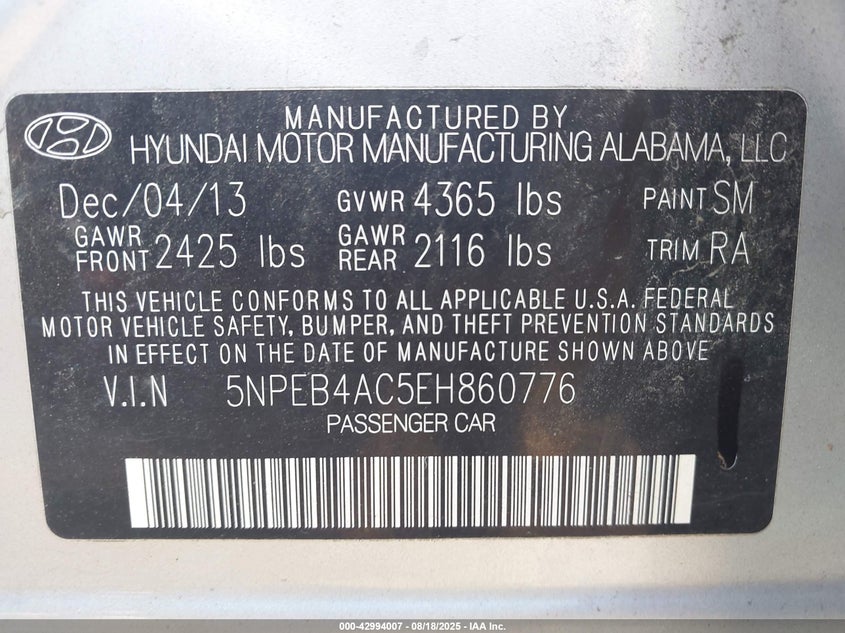 MANUFACTURED BY
HYUNDAI MOTOR MANUFACTURING ALABAMA, LLC
Dec/04/13 GVWR 4365 lbs PAINT SM
GAWR FRONT 2425 lbs GAWR REAR 2116 lbs TRIM RA
THIS VEHICLE CONFORMS TO ALL APPLICABLE U.S.A. FEDERAL
MOTOR VEHICLE SAFETY, BUMPER, AND THEFT PREVENTION STANDARDS
IN EFFECT ON THE DATE OF MANUFACTURE SHOWN ABOVE
V.I.N 5NPEB4AC5EH860776
PASSENGER CAR
000-42994007 - 08/18/2025 - IAA Inc.